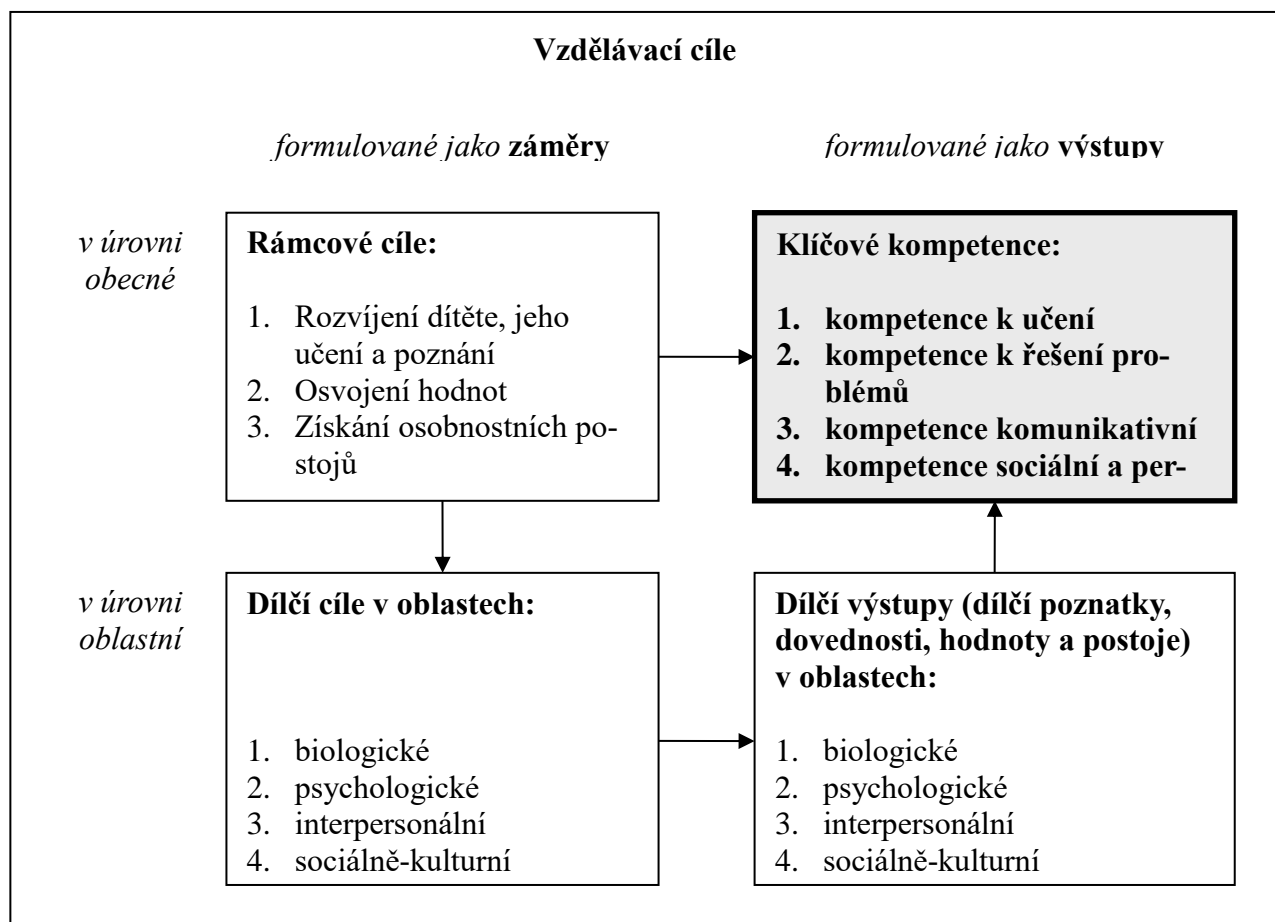 Vzdělávací cíle
formulované jako záměry
formulované jako výstupy
v úrovni
obecné
Rámcové cíle:
1. Rozvíjení dítěte, jeho
učení a poznání
2. Osvojení hodnot
3. Získání osobnostních po-
stojů
Klíčové kompetence:
1. kompetence k učení
2. kompetence k řešení pro-
blémů
3. kompetence komunikativní
4. kompetence sociální a per-
v úrovni
oblastní
Dílčí cíle v oblastech:
1. biologické
2. psychologické
3. interpersonální
4. sociálně-kulturní
Dílčí výstupy (dílčí poznatky,
dovednosti, hodnoty a postoje)
v oblastech:
1. biologické
2. psychologické
3. interpersonální
4. sociálně-kulturní